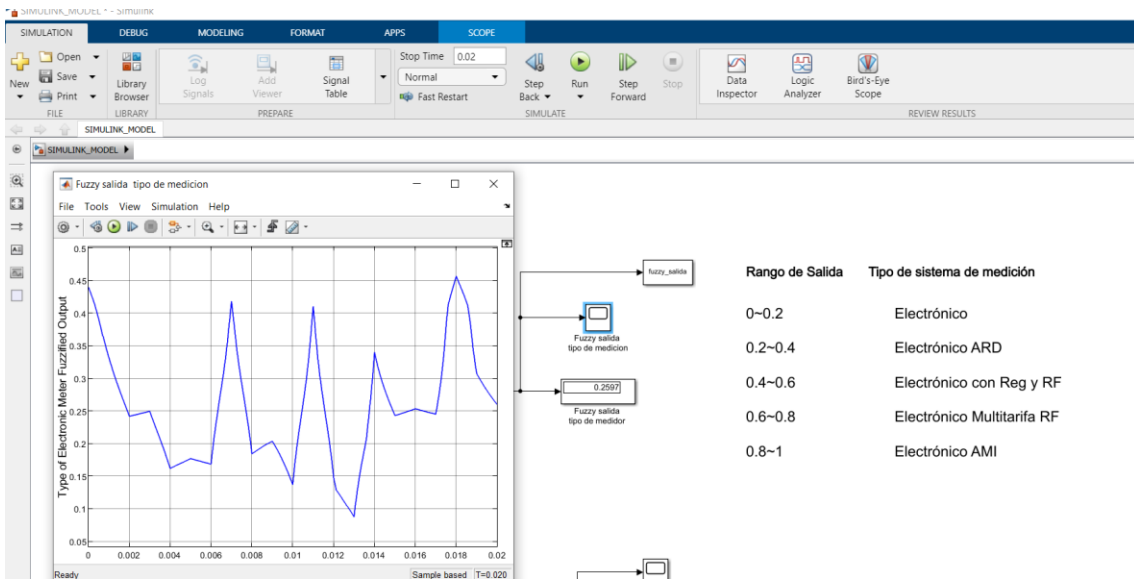 SIMULINK_MODEL * - Simulink
SIMULATION DEBUG MODELING FORMAT APPS SCOPE
New
Open
Save
Print
FILE
Library Browser
LIBRARY
Log Signals
Add Viewer
Signal Table
PREPARE
Stop Time 0.02
Normal
Fast Restart
Step Back
Run
Step Forward
Stop
SIMULATE
Data Inspector
Logic Analyzer
Bird's-Eye Scope
REVIEW RESULTS
SIMULINK_MODEL
SIMULINK_MODEL
Fuzzy salida tipo de medicion
File Tools View Simulation Help
Type of Electronic Meter Fuzzified Output
0.5
0.45
0.4
0.35
0.3
0.25
0.2
0.15
0.1
0.05
0 0.002 0.004 0.006 0.008 0.01 0.012 0.014 0.016 0.018 0.02
Ready Sample based T=0.020
fuzzy_salida
Fuzzy salida
tipo de medicion
0.2597
Fuzzy salida
tipo de medidor
Rango de Salida Tipo de sistema de medición
0~0.2 Electrónico
0.2~0.4 Electrónico ARD
0.4~0.6 Electrónico con Reg y RF
0.6~0.8 Electrónico Multitarifa RF
0.8~1 Electrónico AMI